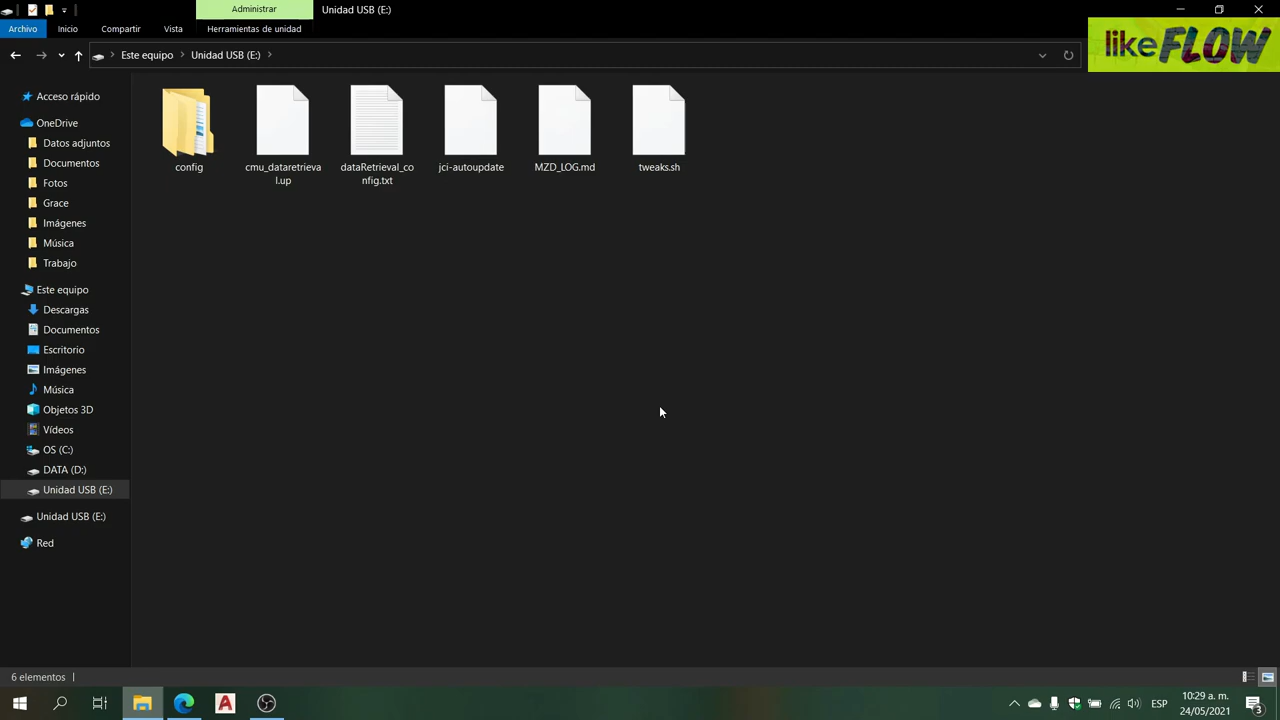 Administrar
Unidad USB (E:)
Archivo
Inicio
Compartir
Vista
Herramientas de unidad
likeFLOW
Este equipo
Unidad USB (E:)
Acceso rápido
OneDrive
Datos adjuntos
Documentos
Fotos
Grace
Imágenes
Música
Trabajo
Este equipo
Descargas
Documentos
Escritorio
Imágenes
Música
Objetos 3D
Vídeos
OS (C:)
DATA (D:)
Unidad USB (E:)
Unidad USB (E:)
Red
config
cmu_dataretrieva
l.up
dataRetrieval_co
nfig.txt
jci-autoupdate
MZD_LOG.md
tweaks.sh
6 elementos
A
ESP
10:29 a. m.
24/05/2021
3